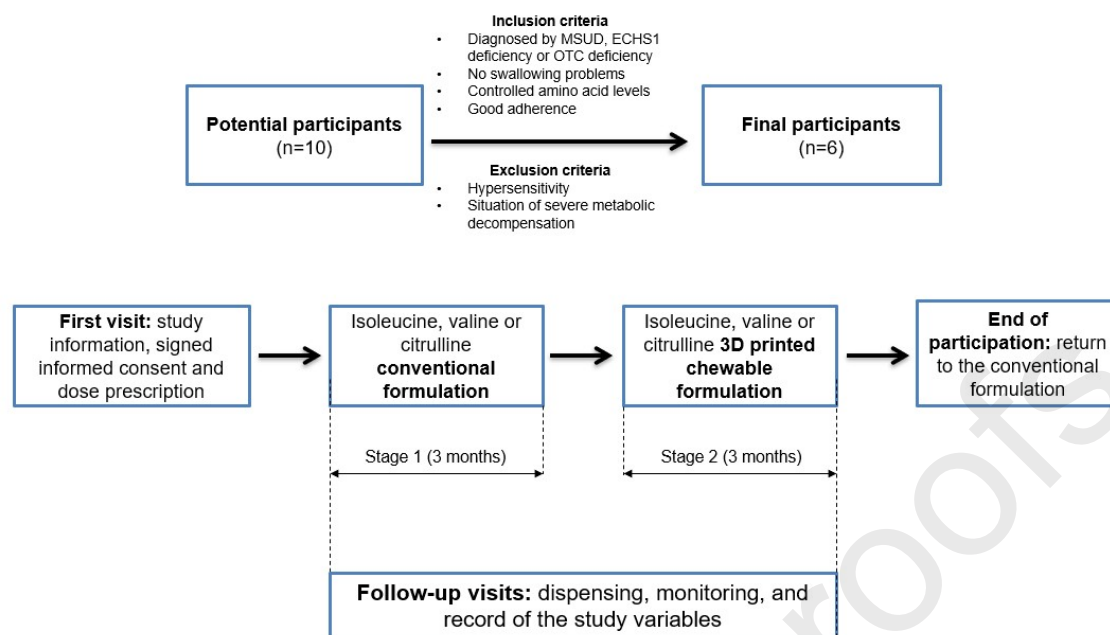 Inclusion criteria
• Diagnosed by MSUD, ECHS1
deficiency or OTC deficiency
• No swallowing problems
• Controlled amino acid levels
• Good adherence
Potential participants
(n=10)
Final participants
(n=6)
Exclusion criteria
• Hypersensitivity
• Situation of severe metabolic
decompensation
First visit: study
information, signed
informed consent and
dose prescription
Isoleucine, valine or
citrulline
conventional
formulation
Isoleucine, valine or
citrulline 3D printed
chewable
formulation
End of
participation: return
to the conventional
formulation
Stage 1 (3 months)
Stage 2 (3 months)
Follow-up visits: dispensing, monitoring, and
record of the study variables
roofs